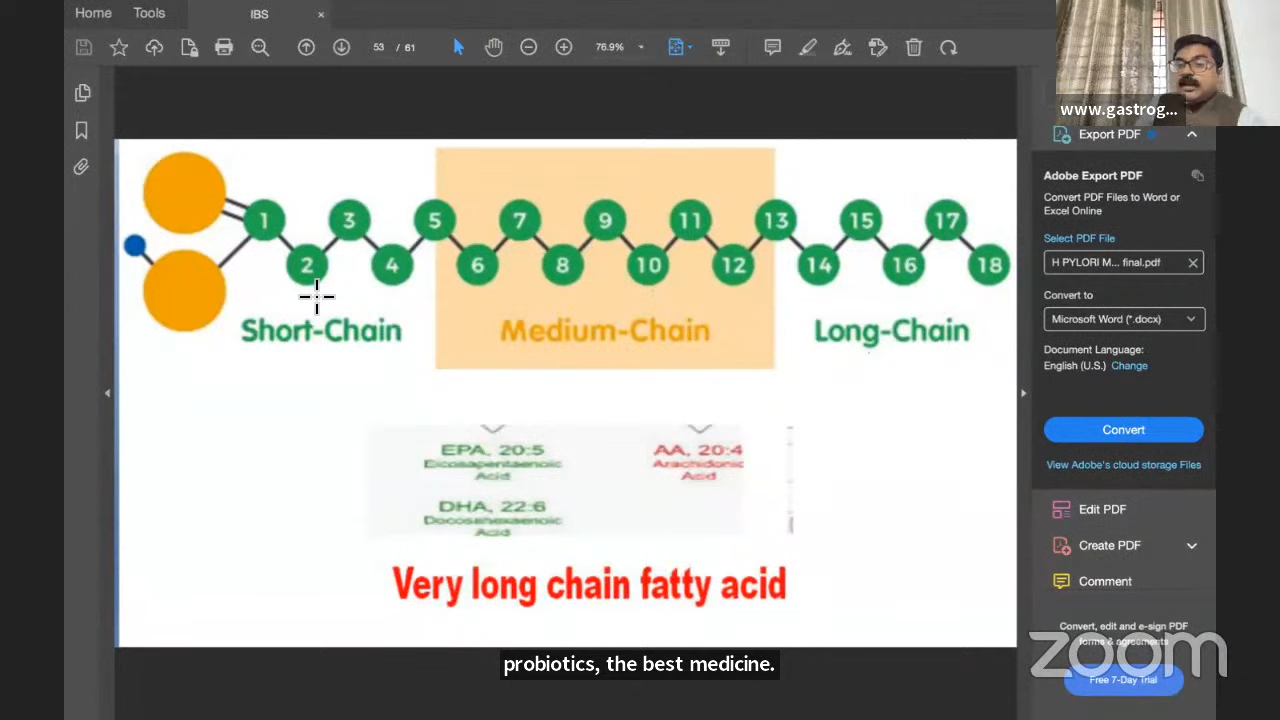 Home Tools IBS ×
53 / 61 76.9%
www.gastrog...
Export PDF
Adobe Export PDF
Convert PDF Files to Word or
Excel Online
Select PDF File
H PYLORI M... final.pdf
Convert to
Microsoft Word (*.docx)
Document Language:
English (U.S.) Change
Convert
View Adobe's cloud storage Files
Edit PDF
Create PDF
Comment
Convert, edit and e-sign PDF
forms & agreements
Free 7-Day Trial
zoom
1 3 5 7 9 11 13 15 17
2 4 6 8 10 12 14 16 18
Short-Chain Medium-Chain Long-Chain
EPA, 20:5 AA, 20:4
Eicosapentaenoic Arachidonic
Acid Acid
DHA, 22:6
Docosahexaenoic
Acid
Very long chain fatty acid
probiotics, the best medicine.